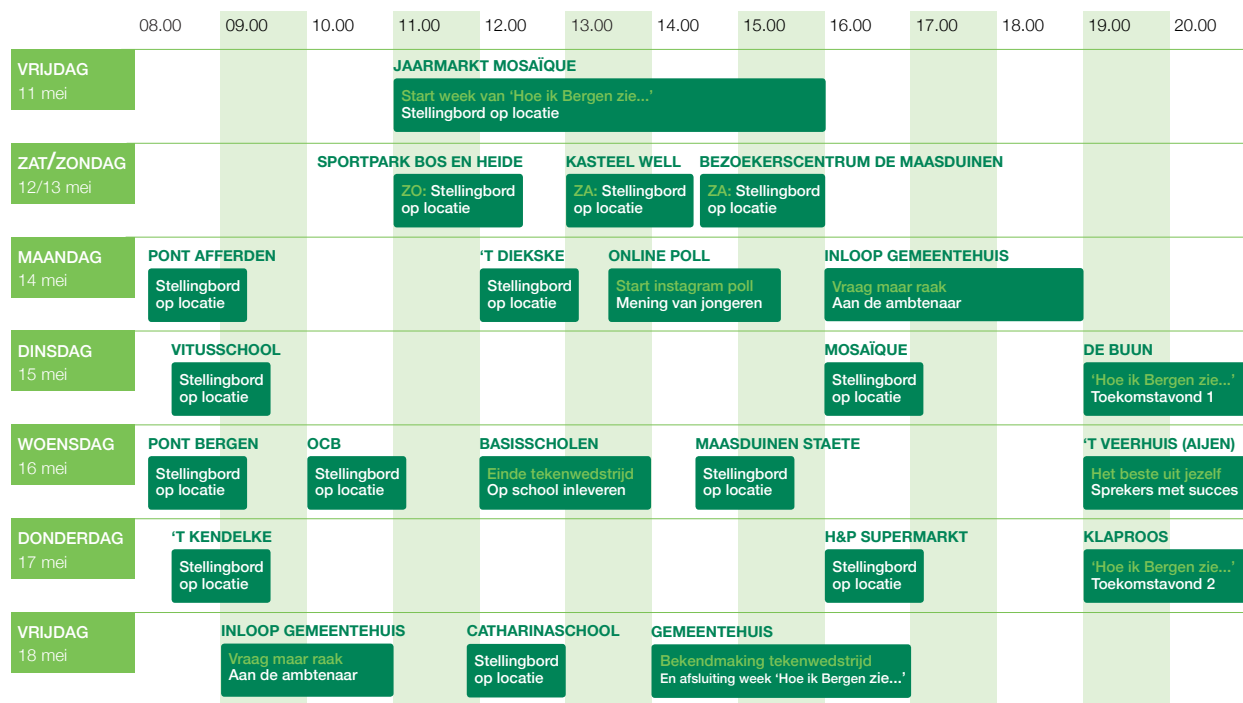 08.00 09.00 10.00 11.00 12.00 13.00 14.00 15.00 16.00 17.00 18.00 19.00 20.00
VRIJDAG
11 mei
JAARMARKT MOSAÏQUE
Start week van ‘Hoe ik Bergen zie...’
Stellingbord op locatie
ZAT/ZONDAG
12/13 mei
SPORTPARK BOS EN HEIDE
ZO: Stellingbord
op locatie
KASTEEL WELL
ZA: Stellingbord
op locatie
BEZOEKERSCENTRUM DE MAASDUINEN
ZA: Stellingbord
op locatie
MAANDAG
14 mei
PONT AFFERDEN
Stellingbord
op locatie
‘T DIEKSKE
Stellingbord
op locatie
ONLINE POLL
Start instagram poll
Mening van jongeren
INLOOP GEMEENTEHUIS
Vraag maar raak
Aan de ambtenaar
DINSDAG
15 mei
VITUSSCHOOL
Stellingbord
op locatie
MOSAÏQUE
Stellingbord
op locatie
DE BUUN
‘Hoe ik Bergen zie...’
Toekomstavond 1
WOENSDAG
16 mei
PONT BERGEN
Stellingbord
op locatie
OCB
Stellingbord
op locatie
BASISSCHOLEN
Einde tekenwedstrijd
Op school inleveren
MAASDUINEN STAETE
Stellingbord
op locatie
‘T VEERHUIS (AIJEN)
Het beste uit jezelf
Sprekers met succes
DONDERDAG
17 mei
‘T KENDELKE
Stellingbord
op locatie
H&P SUPERMARKT
Stellingbord
op locatie
KLAPROOS
‘Hoe ik Bergen zie...’
Toekomstavond 2
VRIJDAG
18 mei
INLOOP GEMEENTEHUIS
Vraag maar raak
Aan de ambtenaar
CATHARINASCHOOL
Stellingbord
op locatie
GEMEENTEHUIS
Bekendmaking tekenwedstrijd
En afsluiting week ‘Hoe ik Bergen zie...’